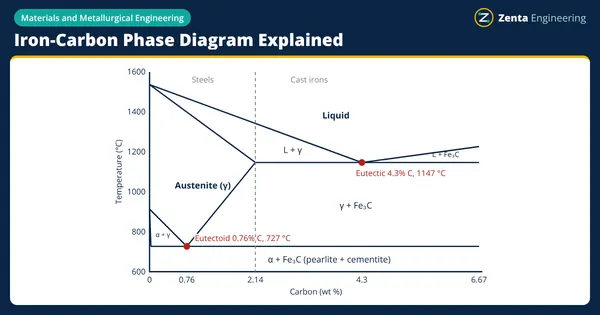 Materials and Metallurgical Engineering
Zenta Engineering
Iron-Carbon Phase Diagram Explained
1600
1400
1200
1000
800
600
Temperature (°C)
Steels
Cast irons
Liquid
L + γ
L + Fe₃C
Eutectic 4.3% C, 1147 °C
Austenite (γ)
γ + Fe₃C
α + γ
Eutectoid 0.76% C, 727 °C
α + Fe₃C (pearlite + cementite)
0
0.76
2.14
4.3
6.67
Carbon (wt %)